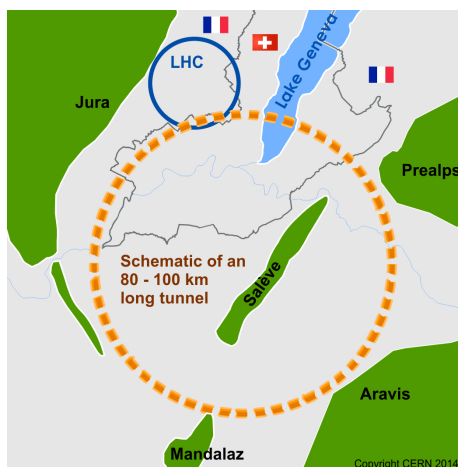 LHC
Lake Geneva
Jura
Prealps
Schematic of an
80 - 100 km
long tunnel
Salève
Aravis
Mandalaz
Copyright CERN 2014